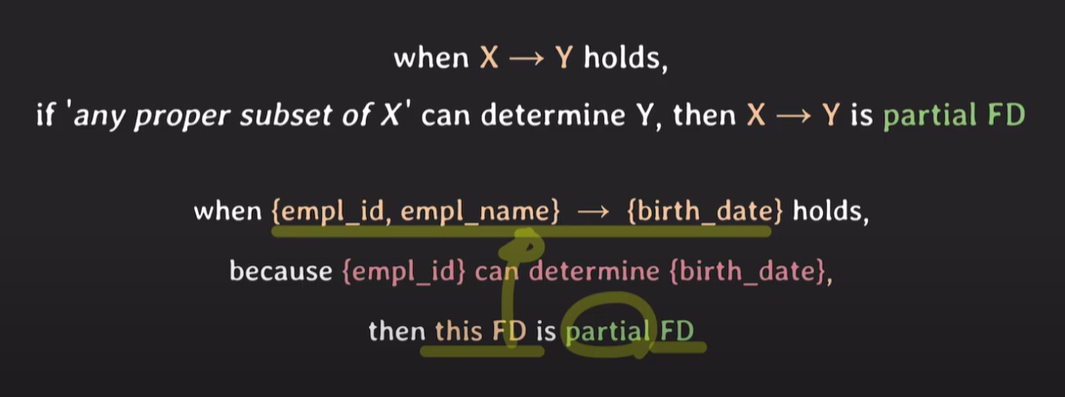 when X → Y holds,
if 'any proper subset of X' can determine Y, then X → Y is partial FD
when {empl_id, empl_name} → {birth_date} holds,
because {empl_id} can determine {birth_date},
then this FD is partial FD